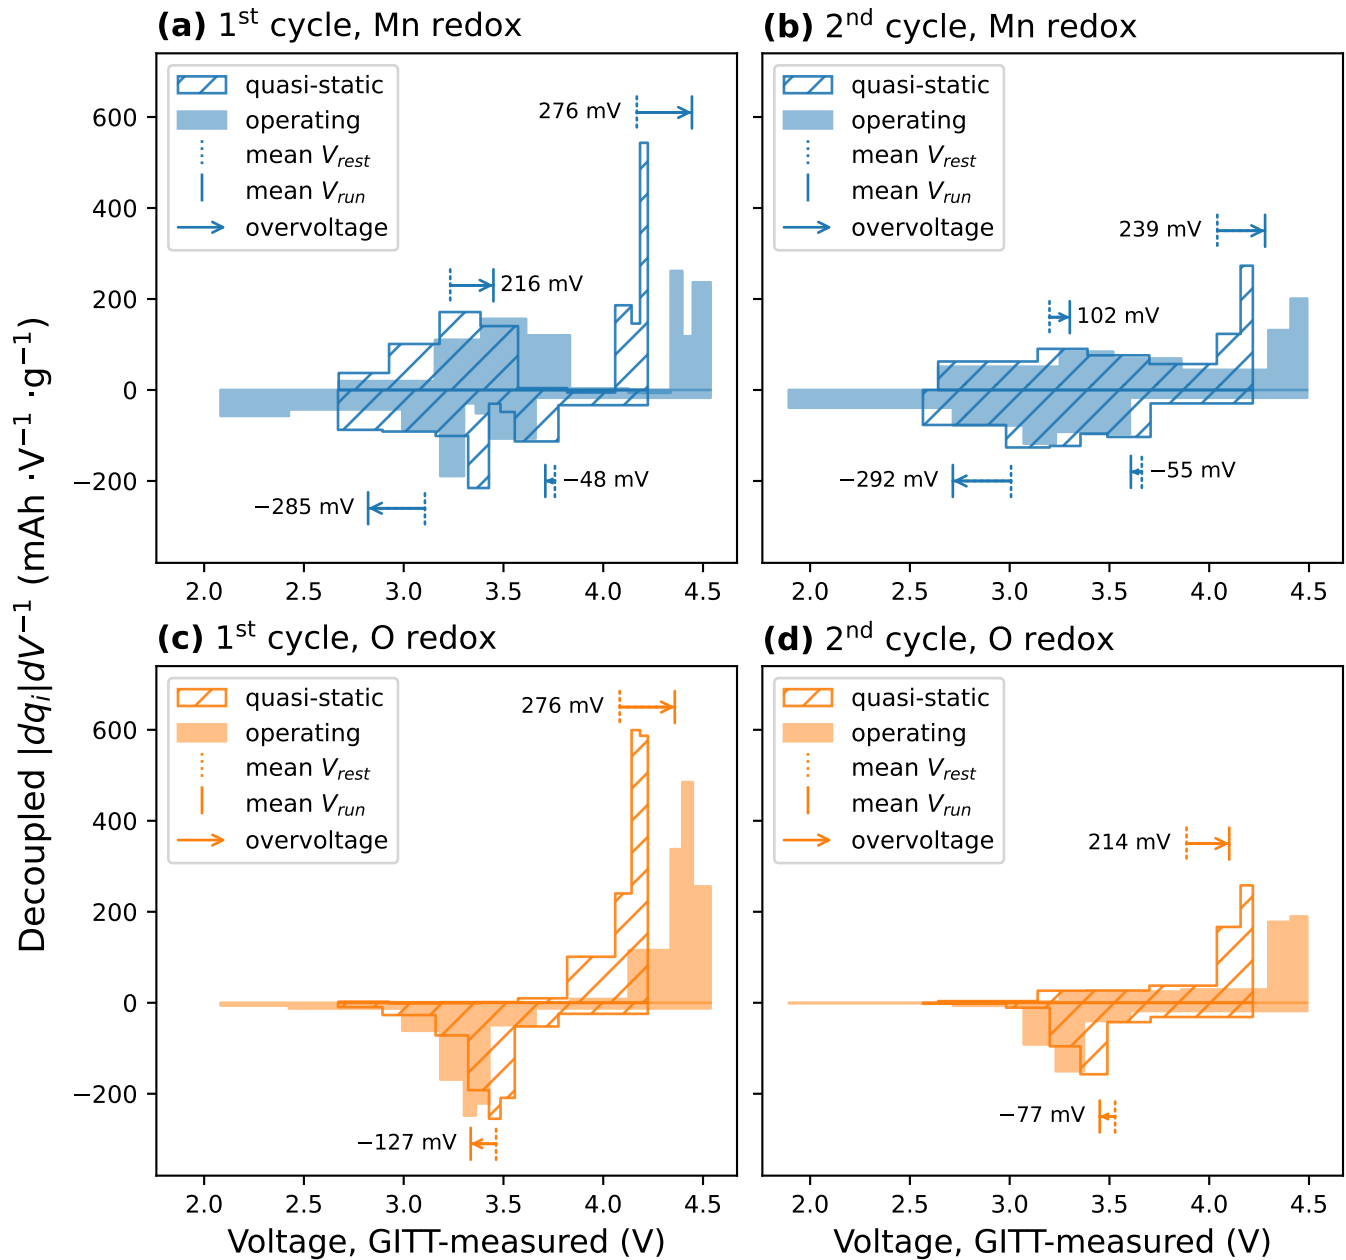 (a) 1st cycle, Mn redox
quasi-static
operating
mean Vrest
mean Vrun
overvoltage
276 mV
216 mV
−48 mV
−285 mV
600
400
200
0
−200
2.0 2.5 3.0 3.5 4.0 4.5
(b) 2nd cycle, Mn redox
quasi-static
operating
mean Vrest
mean Vrun
overvoltage
239 mV
102 mV
−55 mV
−292 mV
2.0 2.5 3.0 3.5 4.0 4.5
Decoupled |dqi|dV−1 (mAh ·V−1 ·g−1)
(c) 1st cycle, O redox
quasi-static
operating
mean Vrest
mean Vrun
overvoltage
276 mV
−127 mV
600
400
200
0
−200
2.0 2.5 3.0 3.5 4.0 4.5
Voltage, GITT-measured (V)
(d) 2nd cycle, O redox
quasi-static
operating
mean Vrest
mean Vrun
overvoltage
214 mV
−77 mV
2.0 2.5 3.0 3.5 4.0 4.5
Voltage, GITT-measured (V)